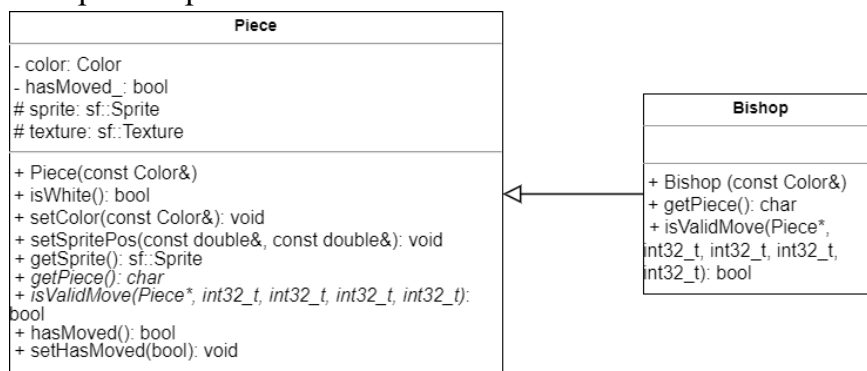 Piece
- color: Color
- hasMoved_: bool
# sprite: sf::Sprite
# texture: sf::Texture
+ Piece(const Color&)
+ isWhite(): bool
+ setColor(const Color&): void
+ setSpritePos(const double&, const double&): void
+ getSprite(): sf::Sprite
+ getPiece(): char
+ isValidMove(Piece*, int32_t, int32_t, int32_t, int32_t):
bool
+ hasMoved(): bool
+ setHasMoved(bool): void
Bishop
+ Bishop (const Color&)
+ getPiece(): char
+ isValidMove(Piece*,
int32_t, int32_t, int32_t,
int32_t): bool